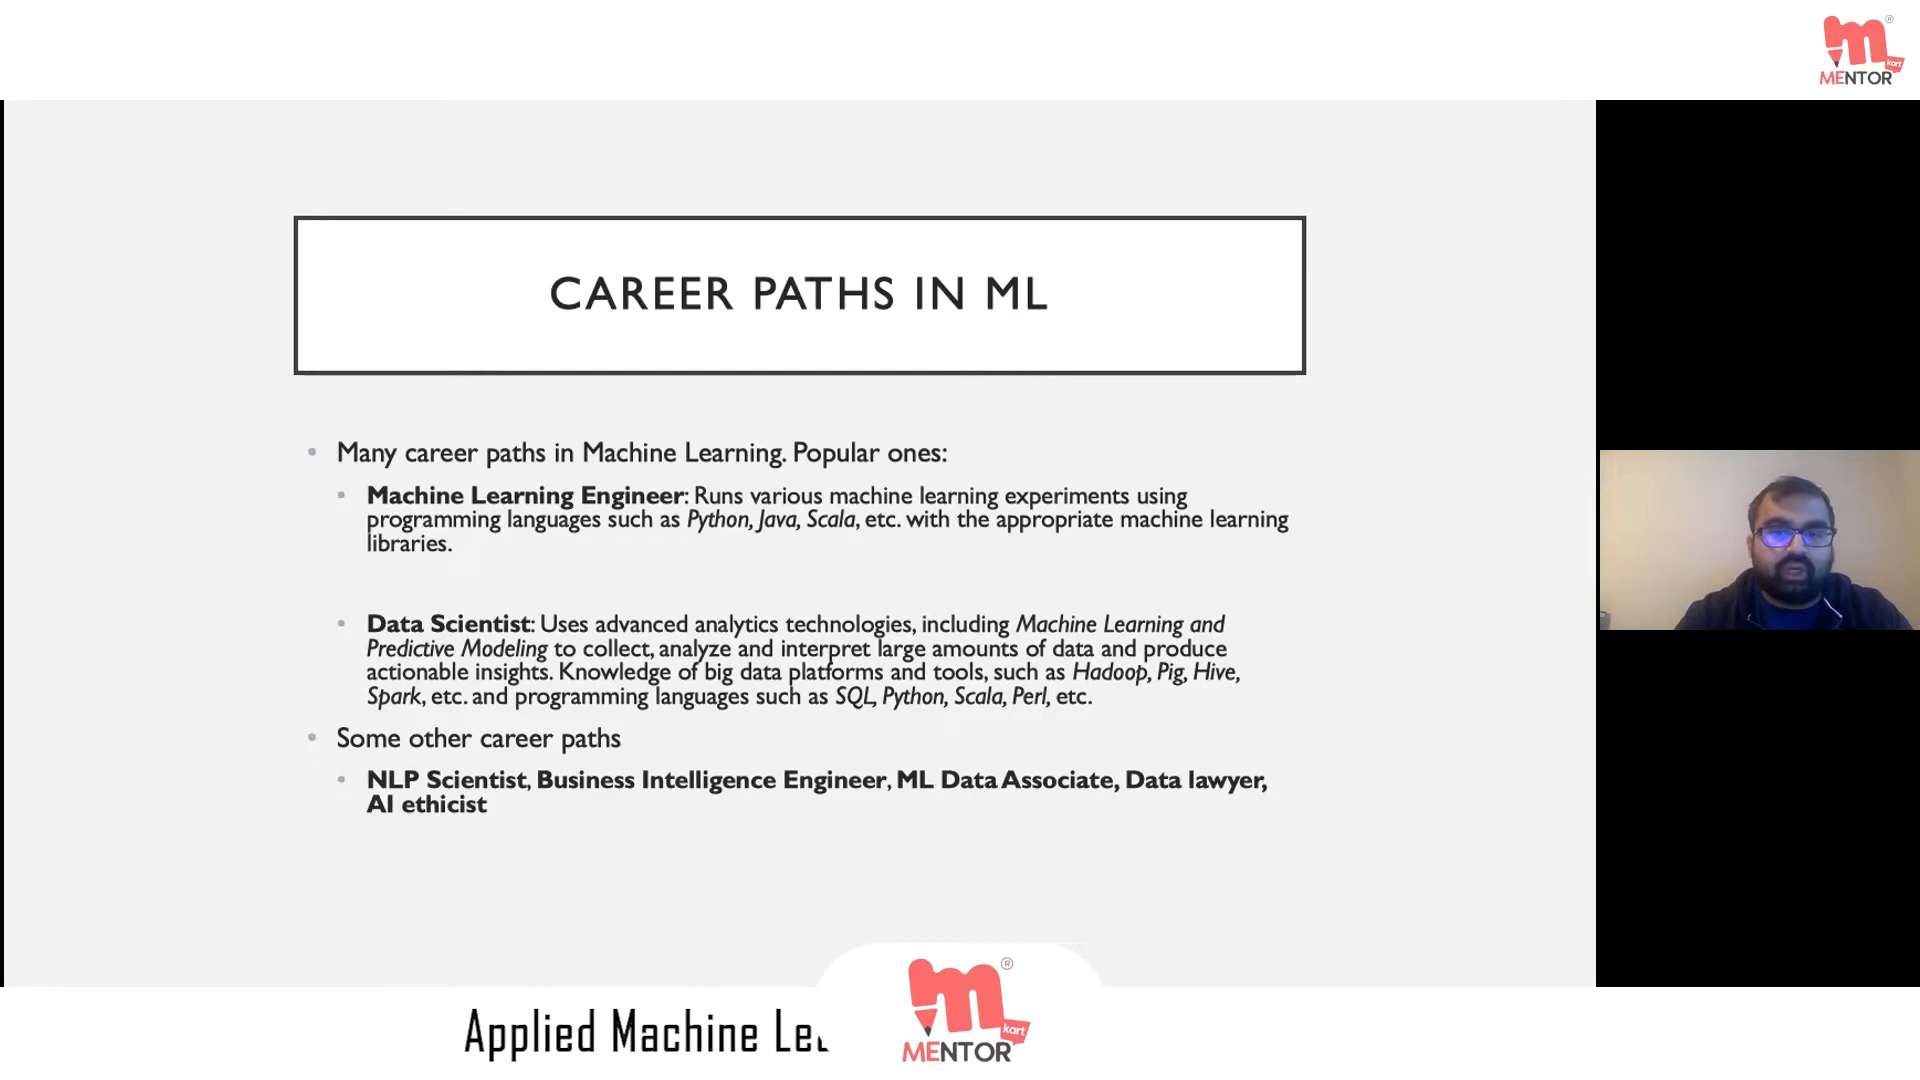 MENTOR
kart
®
CAREER PATHS IN ML
Many career paths in Machine Learning. Popular ones:
Machine Learning Engineer: Runs various machine learning experiments using
programming languages such as Python, Java, Scala, etc. with the appropriate machine learning
libraries.
Data Scientist: Uses advanced analytics technologies, including Machine Learning and
Predictive Modeling to collect, analyze and interpret large amounts of data and produce
actionable insights. Knowledge of big data platforms and tools, such as Hadoop, Pig, Hive,
Spark, etc. and programming languages such as SQL, Python, Scala, Perl, etc.
Some other career paths
NLP Scientist, Business Intelligence Engineer, ML Data Associate, Data lawyer,
AI ethicist
Applied Machine
®
kart
MENTOR